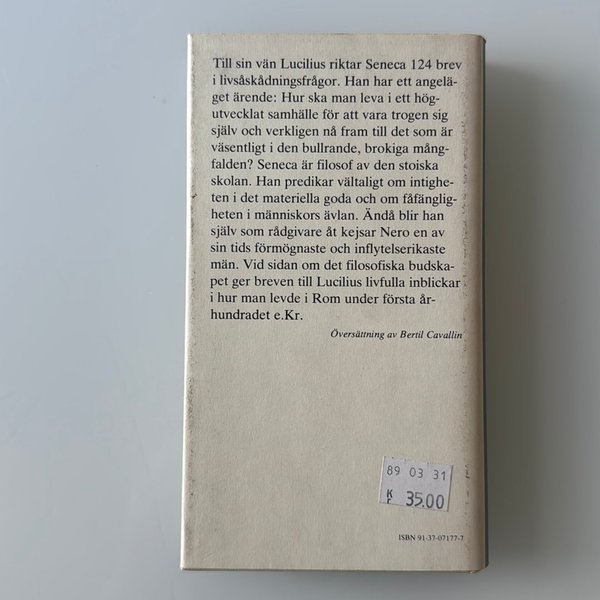 Till sin vän Lucilius riktar Seneca 124 brev
i livsåskådningsfrågor. Han har ett angelä-
get ärende: Hur ska man leva i ett hög-
utvecklat samhälle för att vara trogen sig
själv och verkligen nå fram till det som är
väsentligt i den bullrande, brokiga mång-
falden? Seneca är filosof av den stoiska
skolan. Han predikar vältaligt om intighe-
ten i det materiella goda och om fåfänglig-
heten i människors ävlan. Ändå blir han
själv som rådgivare åt kejsar Nero en av
sin tids förmögnaste och inflytelserikaste
män. Vid sidan om det filosofiska budska-
pet ger breven till Lucilius livfulla inblickar
i hur man levde i Rom under första år-
hundradet e.Kr.
Översättning av Bertil Cavallin
89 03 31
Kr 35.00
ISBN 91-37-07177-7